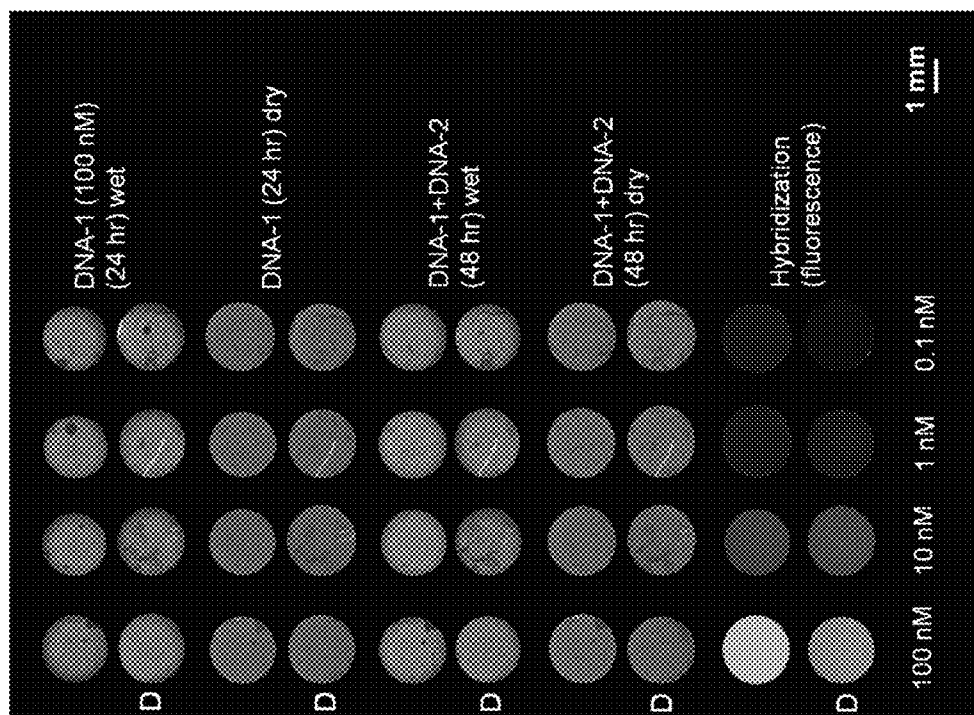 DNA-1 (100 nM)
(24 hr) wet
D
DNA-1 (24 hr) dry
D
DNA-1+DNA-2
(48 hr) wet
D
DNA-1+DNA-2
(48 hr) dry
D
Hybridization
(fluorescence)
D
100 nM
10 nM
1 nM
0.1 nM
1 mm